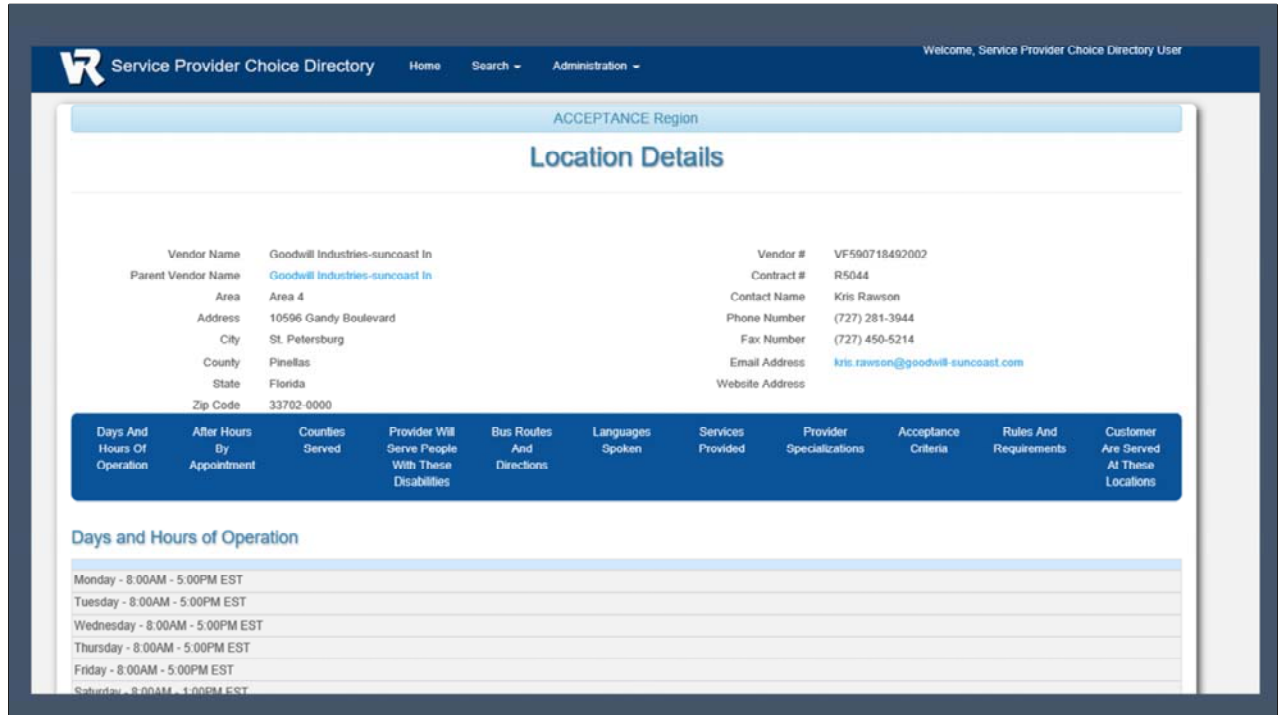 Welcome, Service Provider Choice Directory User
VR Service Provider Choice Directory Home Search Administration
ACCEPTANCE Region
Location Details
Vendor Name Goodwill Industries-suncoast In
Parent Vendor Name Goodwill Industries-suncoast In
Area Area 4
Address 10596 Gandy Boulevard
City St. Petersburg
County Pinellas
State Florida
Zip Code 33702-0000
Vendor # VF590718492002
Contract # R5044
Contact Name Kris Rawson
Phone Number (727) 281-3944
Fax Number (727) 450-5214
Email Address kris.rawson@goodwill-suncoast.com
Website Address
Days And
Hours Of
Operation
After Hours
By
Appointment
Counties
Served
Provider Will
Serve People
With These
Disabilities
Bus Routes
And
Directions
Languages
Spoken
Services
Provided
Provider
Specializations
Acceptance
Criteria
Rules And
Requirements
Customer
Are Served
At These
Locations
Days and Hours of Operation
Monday - 8:00AM - 5:00PM EST
Tuesday - 8:00AM - 5:00PM EST
Wednesday - 8:00AM - 5:00PM EST
Thursday - 8:00AM - 5:00PM EST
Friday - 8:00AM - 5:00PM EST
Saturday - 8:00AM - 1:00PM EST